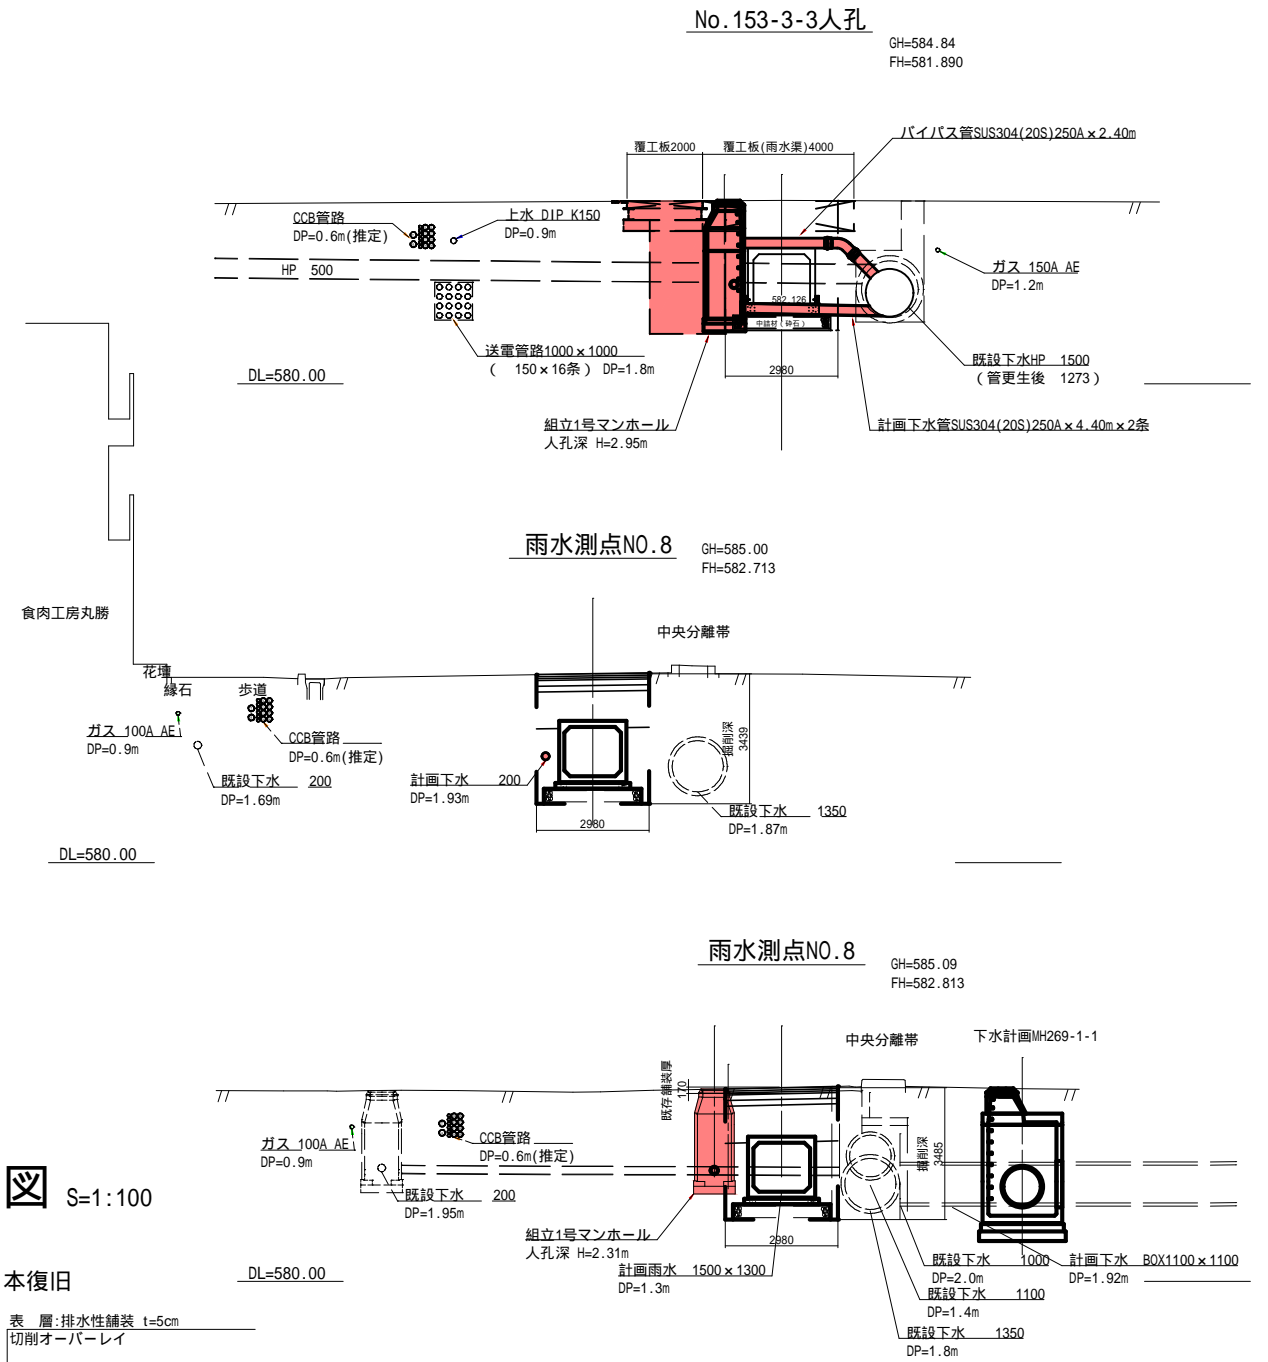 No.153-3-3人孔
GH=584.84
FH=581.890
バイパス管SUS304(20S)250A×2.40m
覆工板2000
覆工板(雨水渠)4000
CCB管路
DP=0.6m(推定)
上水 DIP K150
DP=0.9m
HP 500
ガス 150A AE
DP=1.2m
582.126
中詰材(砕石)
送電管路1000×1000
( 150×16条) DP=1.8m
2980
既設下水HP 1500
(管更生後 1273)
DL=580.00
組立1号マンホール
人孔深 H=2.95m
計画下水管SUS304(20S)250A×4.40m×2条
雨水測点NO.8
GH=585.00
FH=582.713
食肉工房丸勝
中央分離帯
花壇
縁石
歩道
ガス 100A AE
DP=0.9m
CCB管路
DP=0.6m(推定)
掘削深
3439
既設下水 200
DP=1.69m
計画下水 200
DP=1.93m
2980
既設下水 1350
DP=1.87m
DL=580.00
雨水測点NO.8
GH=585.09
FH=582.813
中央分離帯
下水計画MH269-1-1
既存舗装厚
170
ガス 100A AE
DP=0.9m
CCB管路
DP=0.6m(推定)
掘削深
3485
図 S=1:100
既設下水 200
DP=1.95m
組立1号マンホール
人孔深 H=2.31m
2980
計画雨水 1500×1300
DP=1.3m
既設下水 1000
DP=2.0m
計画下水 BOX1100×1100
DP=1.92m
既設下水 1100
DP=1.4m
既設下水 1350
DP=1.8m
本復旧
DL=580.00
表 層:排水性舗装 t=5cm
切削オーバーレイ